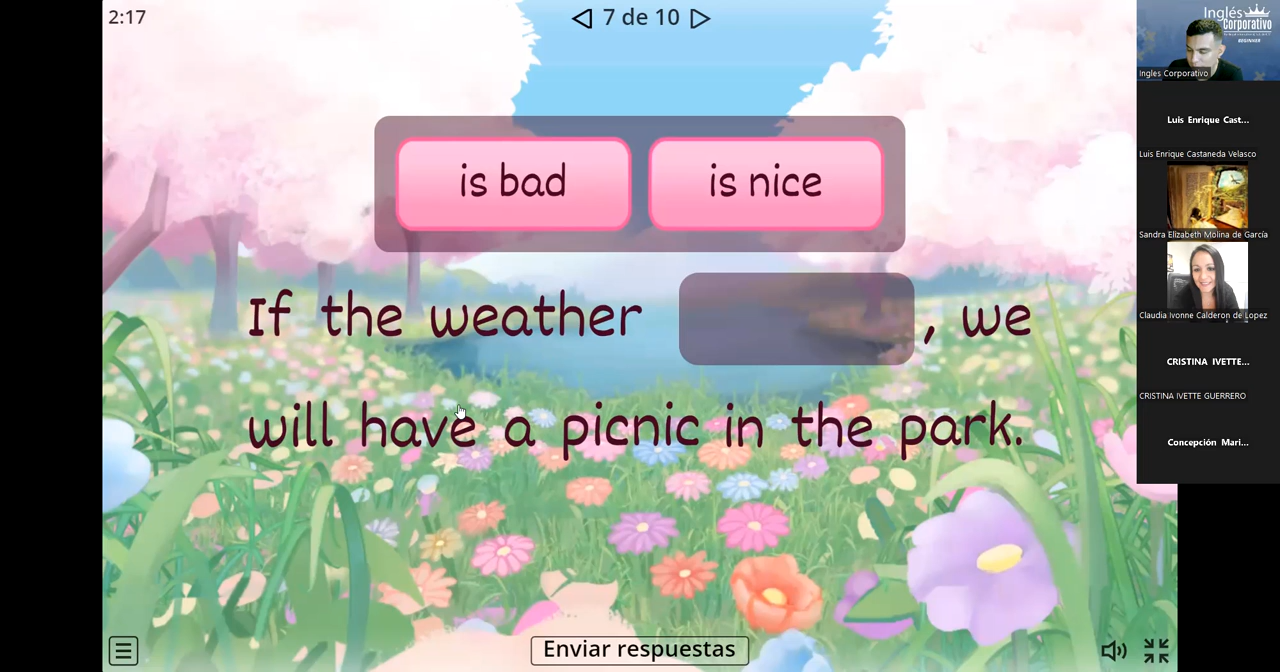 2:17
7 de 10
is bad
is nice
If the weather , we
will have a picnic in the park.
Enviar respuestas
Inglés
Corporativo
BEGINNER
Ingles Corporativo
Luis Enrique Cast...
Luis Enrique Castaneda Velasco
Sandra Elizabeth Molina de García
Claudia Ivonne Calderon de Lopez
CRISTINA IVETTE...
CRISTINA IVETTE GUERRERO
Concepción Mari...